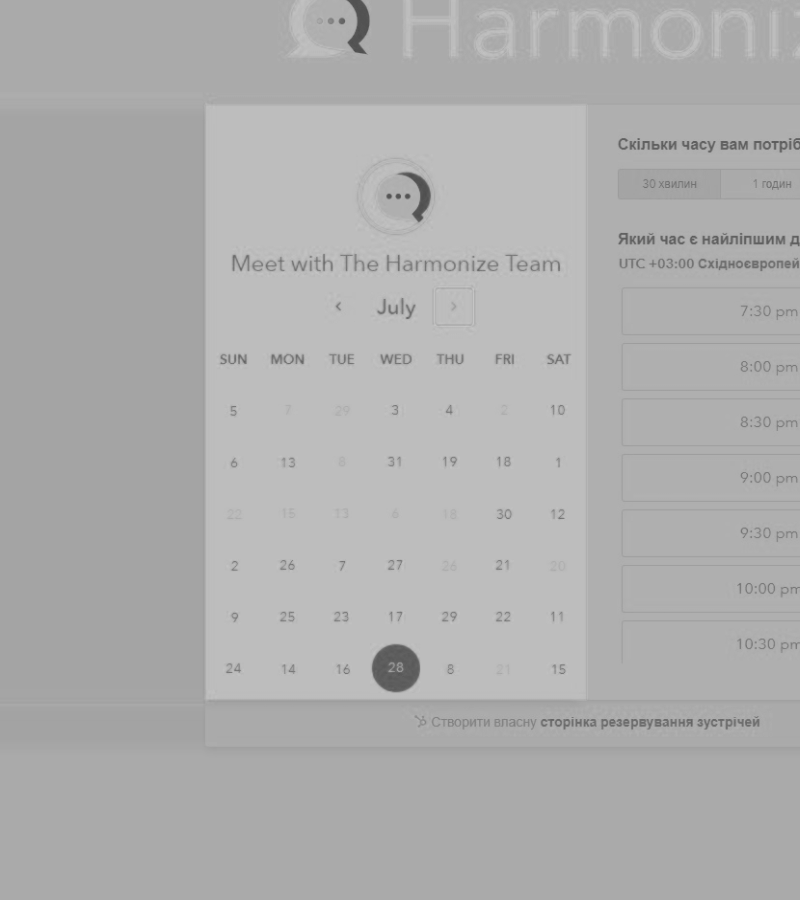 Harmoniz
Meet with The Harmonize Team
‹ July ›
SUN MON TUE WED THU FRI SAT
5 7 29 3 4 2 10
6 13 8 31 19 18 1
22 15 13 6 18 30 12
2 26 7 27 26 21 20
9 25 23 17 29 22 11
24 14 16 28 8 21 15
Скільки часу вам потріб
30 хвилин 1 годин
Який час є найліпшим д
UTC +03:00 Східноєвропей
7:30 pm
8:00 pm
8:30 pm
9:00 pm
9:30 pm
10:00 pm
10:30 pm
Створити власну сторінка резервування зустрічей